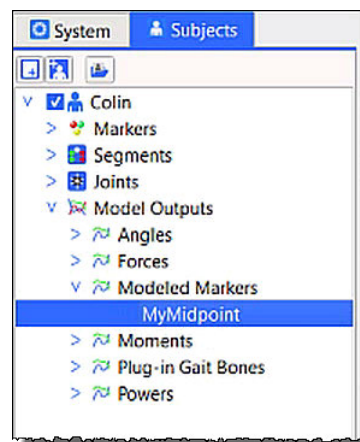 System Subjects
Colin
Markers
Segments
Joints
Model Outputs
Angles
Forces
Modeled Markers
MyMidpoint
Moments
Plug-in Gait Bones
Powers